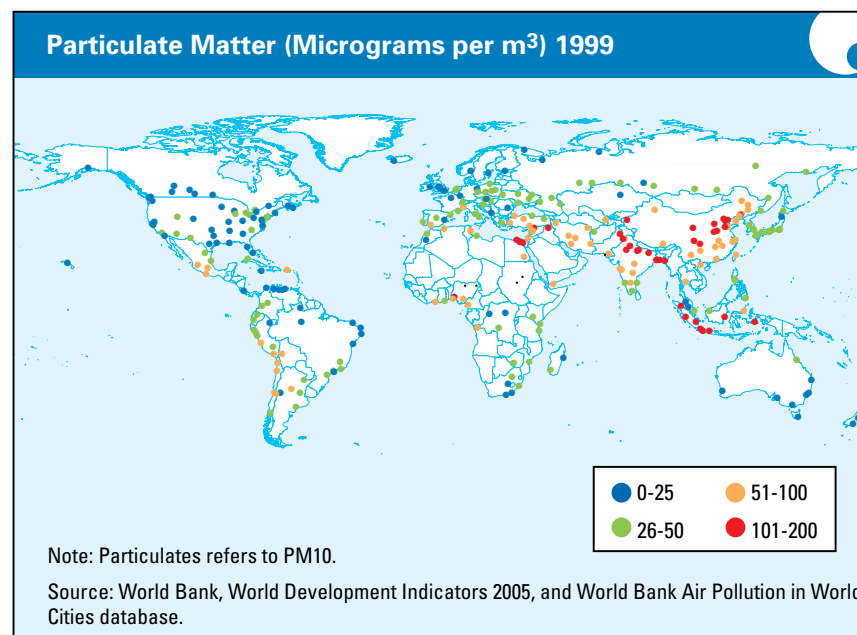 Particulate Matter (Micrograms per m³) 1999
0-25
51-100
26-50
101-200
Note: Particulates refers to PM10.
Source: World Bank, World Development Indicators 2005, and World Bank Air Pollution in World
Cities database.